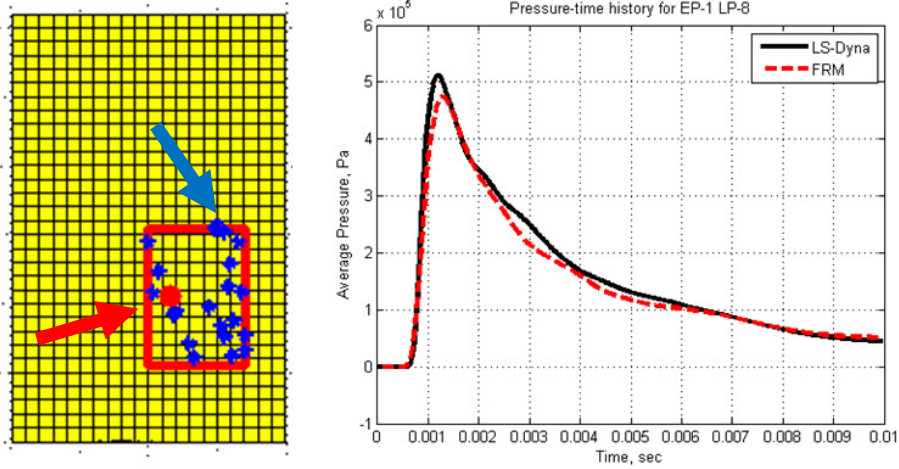 Pressure-time history for EP-1 LP-8
x 10^5
6
5
4
3
2
1
0
-1
Average Pressure, Pa
LS-Dyna
FRM
0 0.001 0.002 0.003 0.004 0.005 0.006 0.007 0.008 0.009 0.01
Time, sec